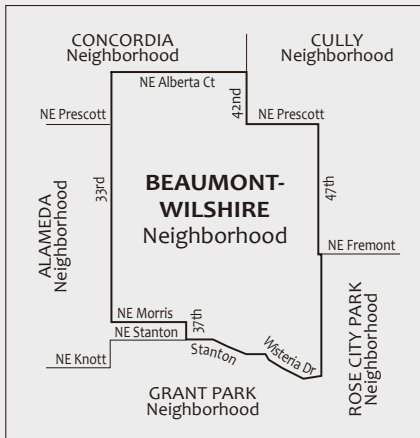 CONCORDIA
Neighborhood
CULLY
Neighborhood
NE Alberta Ct
42nd
NE Prescott
NE Prescott
33rd
BEAUMONT-
WILSHIRE
Neighborhood
47th
ALAMEDA
Neighborhood
NE Fremont
NE Morris
37th
NE Stanton
Stanton
Wisteria Dr
NE Knott
GRANT PARK
Neighborhood
ROSE CITY PARK
Neighborhood